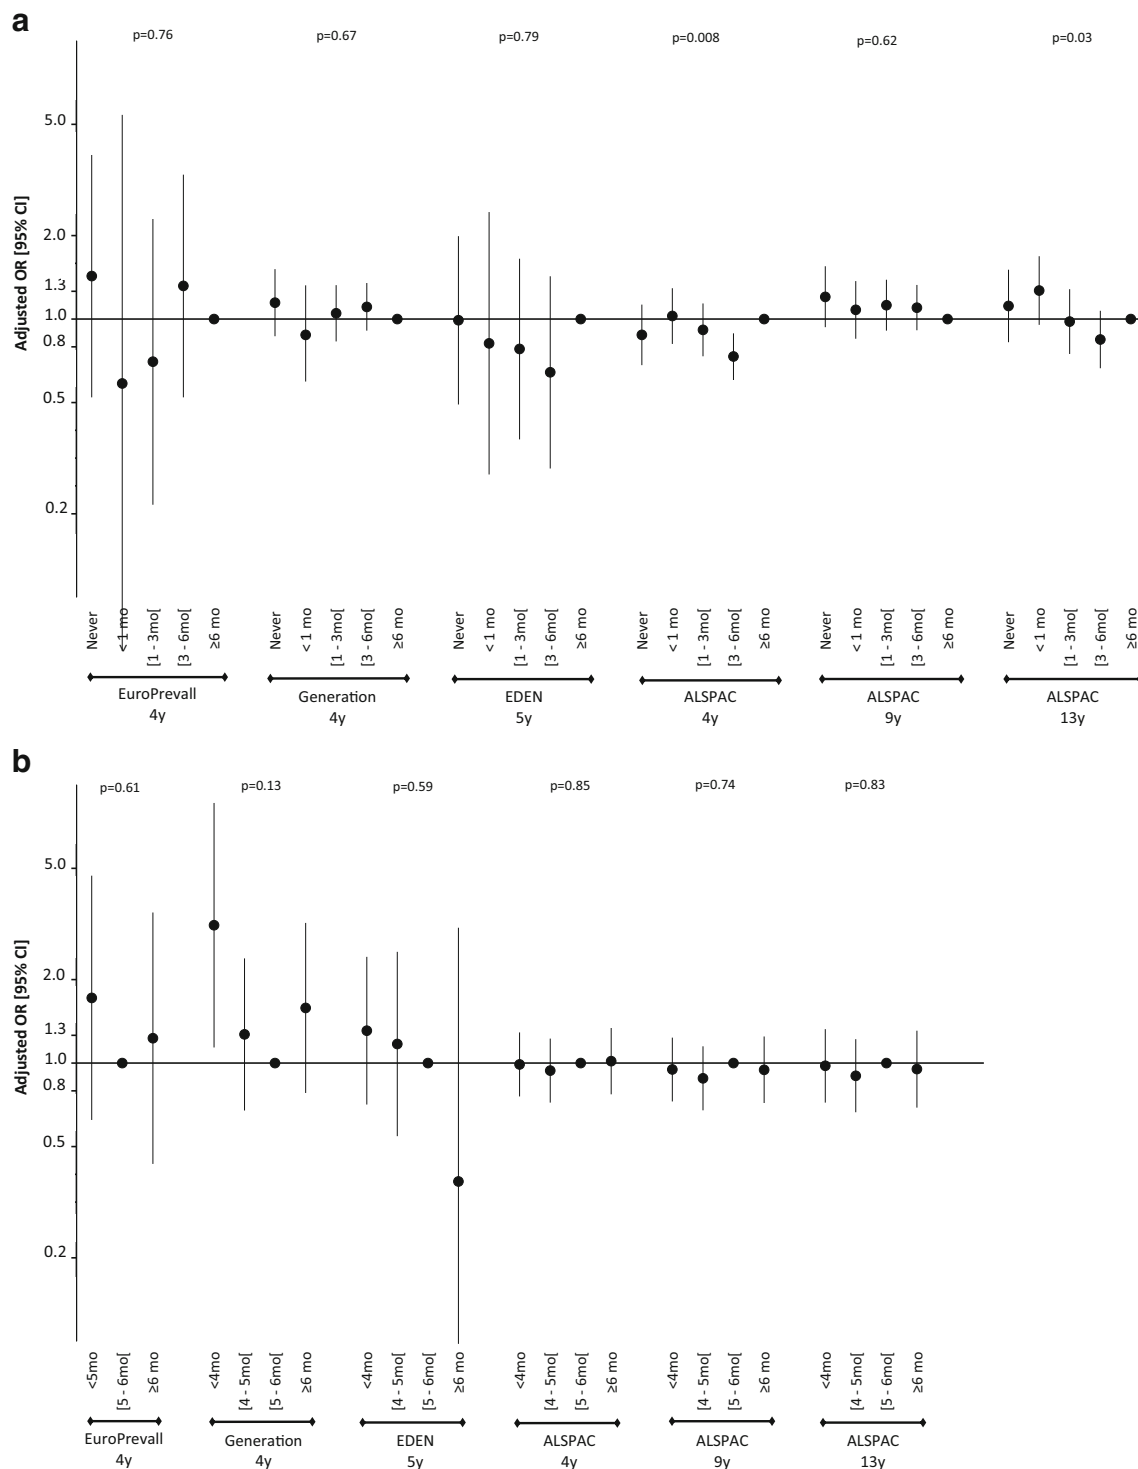 a
p=0.76 p=0.67 p=0.79 p=0.008 p=0.62 p=0.03
Adjusted OR [95% CI]
5.0
2.0
1.3
1.0
0.8
0.5
0.2
Never <1 mo [1 - 3mo[ [3 - 6mo[ ≥6 mo Never <1 mo [1 - 3mo[ [3 - 6mo[ ≥6 mo Never <1 mo [1 - 3mo[ [3 - 6mo[ ≥6 mo Never <1 mo [1 - 3mo[ [3 - 6mo[ ≥6 mo Never <1 mo [1 - 3mo[ [3 - 6mo[ ≥6 mo Never <1 mo [1 - 3mo[ [3 - 6mo[ ≥6 mo
EuroPrevall Generation EDEN ALSPAC ALSPAC ALSPAC
4y 4y 5y 4y 9y 13y
b
p=0.61 p=0.13 p=0.59 p=0.85 p=0.74 p=0.83
Adjusted OR [95% CI]
5.0
2.0
1.3
1.0
0.8
0.5
0.2
<5mo [5 - 6mo[ ≥6 mo <4mo [4 - 5mo[ [5 - 6mo[ ≥6 mo <4mo [4 - 5mo[ [5 - 6mo[ ≥6 mo <4mo [4 - 5mo[ [5 - 6mo[ ≥6 mo <4mo [4 - 5mo[ [5 - 6mo[ ≥6 mo <4mo [4 - 5mo[ [5 - 6mo[ ≥6 mo
EuroPrevall Generation EDEN ALSPAC ALSPAC ALSPAC
4y 4y 5y 4y 9y 13y